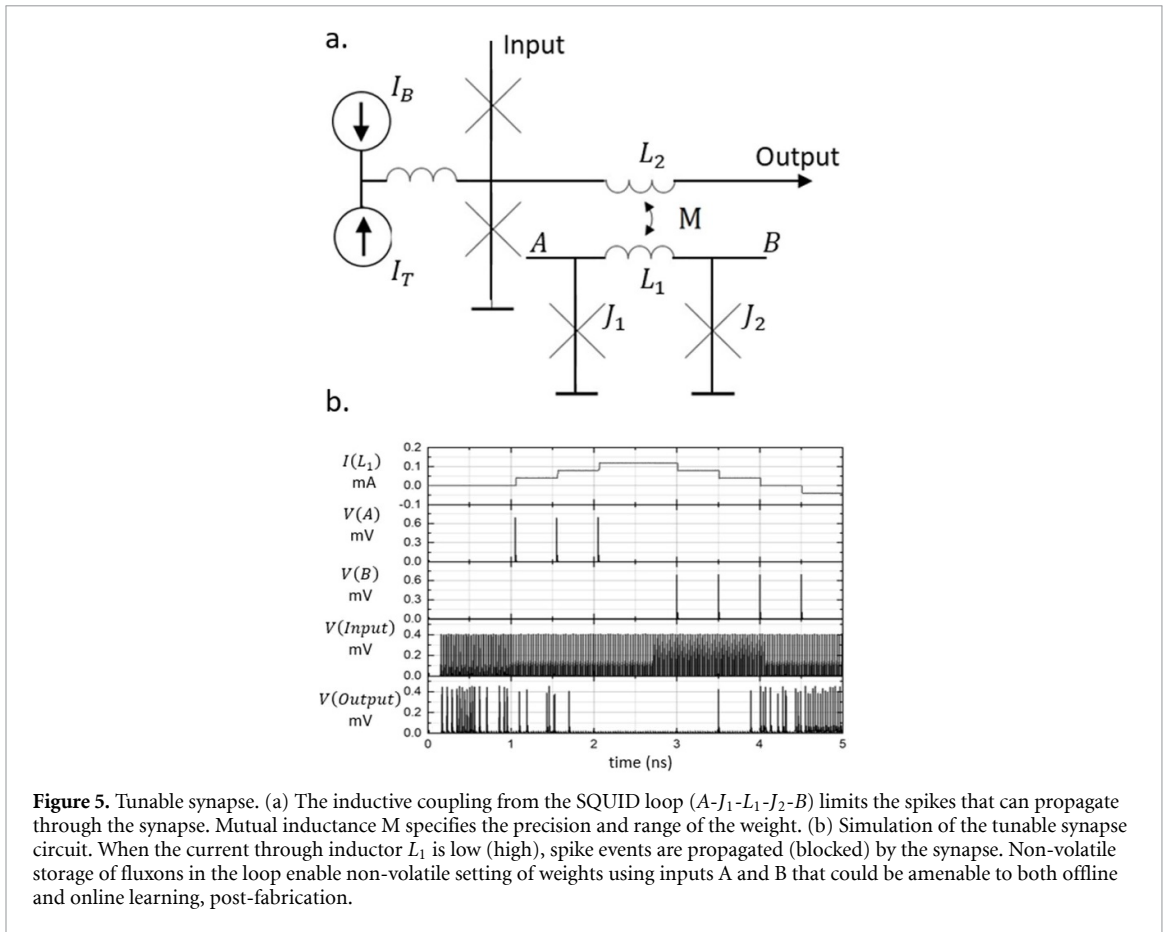 a.
Input
I_B
L_2
Output
M
A
B
I_T
L_1
J_1
J_2
b.
0.2
I(L_1)
0.1
mA
0.0
-0.1
V(A)
0.6
mV
0.3
0.0
V(B)
0.6
mV
0.3
0.0
V(Input)
0.4
mV
0.2
0.0
V(Output)
0.4
mV
0.2
0.0
0 1 2 3 4 5
time (ns)
Figure 5. Tunable synapse. (a) The inductive coupling from the SQUID loop (A-J_1-L_1-J_2-B) limits the spikes that can propagate
through the synapse. Mutual inductance M specifies the precision and range of the weight. (b) Simulation of the tunable synapse
circuit. When the current through inductor L_1 is low (high), spike events are propagated (blocked) by the synapse. Non-volatile
storage of fluxons in the loop enable non-volatile setting of weights using inputs A and B that could be amenable to both offline
and online learning, post-fabrication.